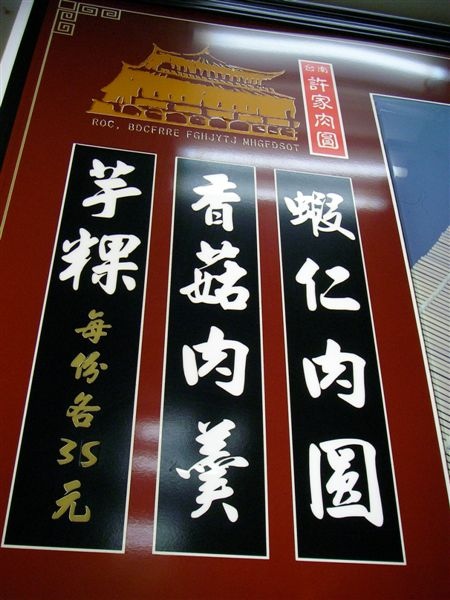 台南
許家肉圓
ROC. BDCFRRE FGHJYTJ MHGFDSOT
蝦仁肉圓
香菇肉羹
芋粿
每份各35元